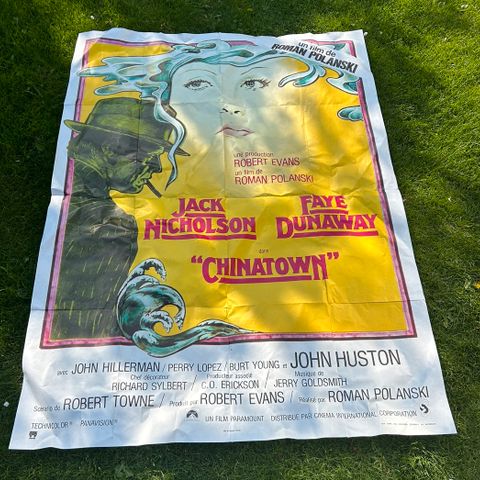 un film de
ROMAN POLANSKI
une production
ROBERT EVANS
un film de
ROMAN POLANSKI
JACK NICHOLSON
FAYE DUNAWAY
dans
"CHINATOWN"
avec JOHN HILLERMAN / PERRY LOPEZ / BURT YOUNG et JOHN HUSTON
Chef décorateur Producteur associé Musique de
RICHARD SYLBERT / C.O. ERICKSON / JERRY GOLDSMITH
Scénario de ROBERT TOWNE / Produit par ROBERT EVANS / Réalisé par ROMAN POLANSKI
TECHNICOLOR PANAVISION UN FILM PARAMOUNT DISTRIBUÉ PAR CINEMA INTERNATIONAL CORPORATION